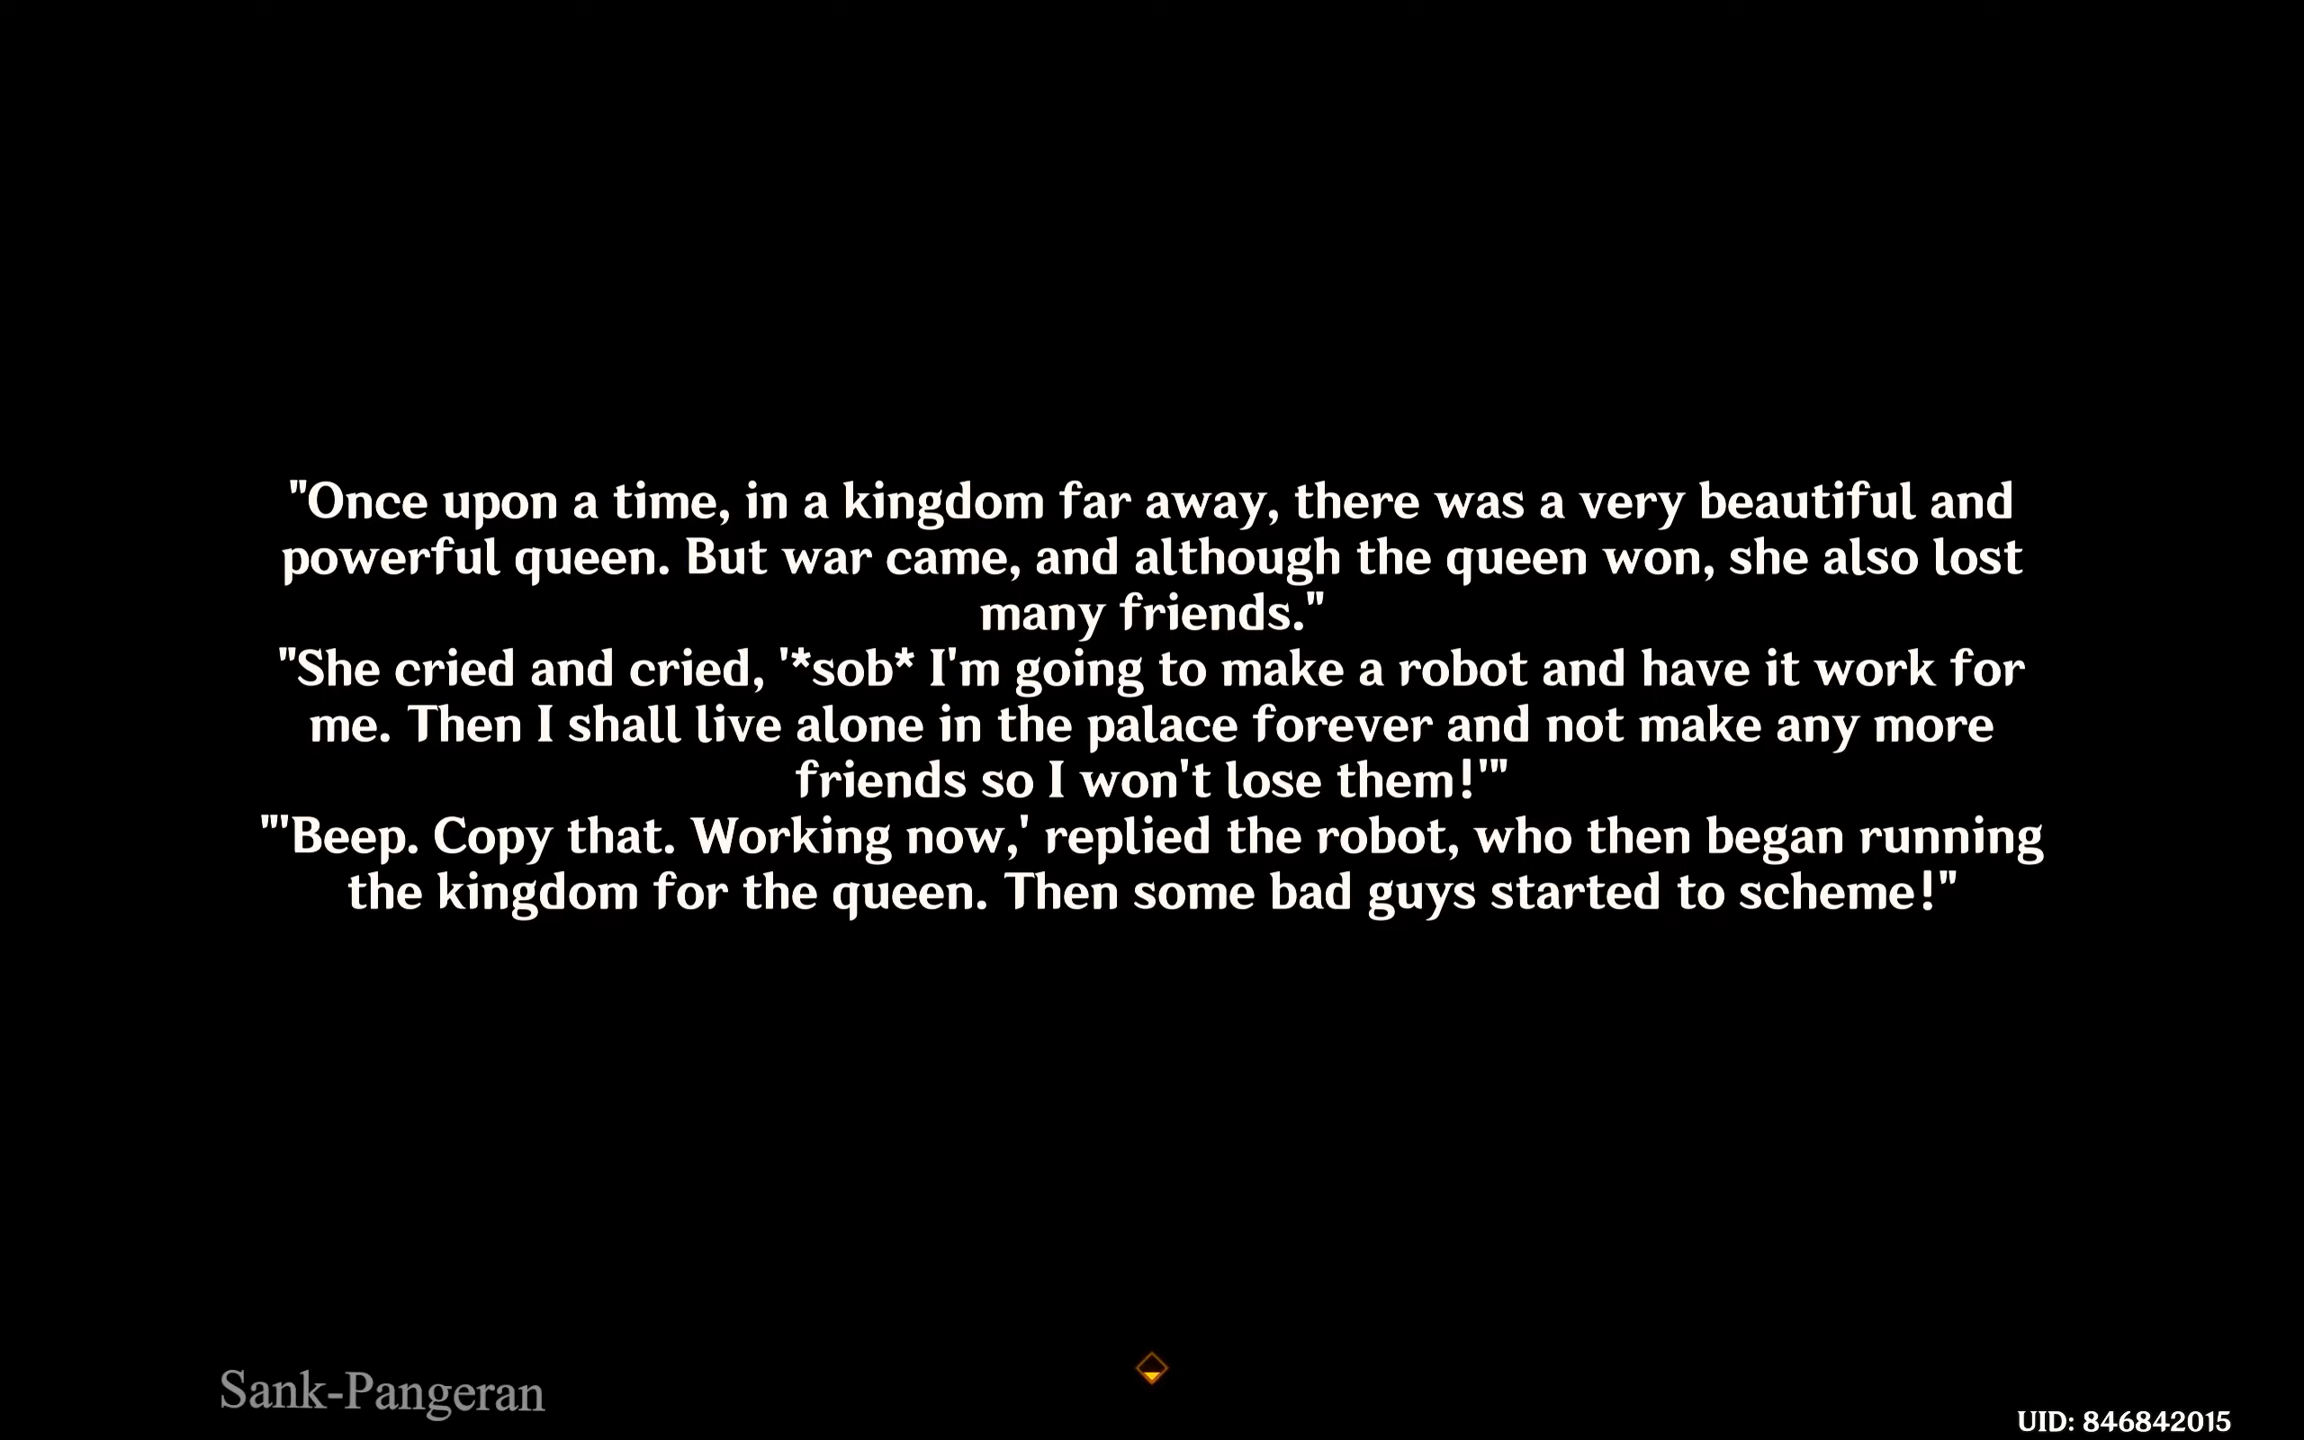 "Once upon a time, in a kingdom far away, there was a very beautiful and
powerful queen. But war came, and although the queen won, she also lost
many friends."
"She cried and cried, '*sob* I'm going to make a robot and have it work for
me. Then I shall live alone in the palace forever and not make any more
friends so I won't lose them!'"
"'Beep. Copy that. Working now,' replied the robot, who then began running
the kingdom for the queen. Then some bad guys started to scheme!"
Sank-Pangeran
UID: 846842015